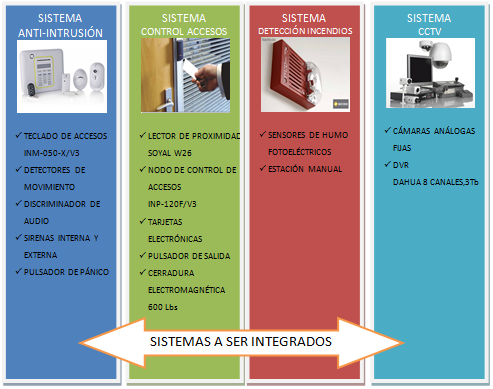 SISTEMA
ANTI-INTRUSIÓN
✓ TECLADO DE ACCESOS
INM-050-X/V3
✓ DETECTORES DE
MOVIMIENTO
✓ DISCRIMINADOR DE
AUDIO
✓ SIRENAS INTERNA Y
EXTERNA
✓ PULSADOR DE PÁNICO
SISTEMA
CONTROL ACCESOS
✓ LECTOR DE PROXIMIDAD
SOYAL W26
✓ NODO DE CONTROL DE
ACCESOS
INP-120F/V3
✓ TARJETAS
ELECTRÓNICAS
✓ PULSADOR DE SALIDA
✓ CERRADURA
ELECTROMAGNÉTICA
600 Lbs
SISTEMA
DETECCIÓN INCENDIOS
✓ SENSORES DE HUMO
FOTOELÉCTRICOS
✓ ESTACIÓN MANUAL
SISTEMA
CCTV
✓ CÁMARAS ANÁLOGAS
FIJAS
✓ DVR
DAHUA 8 CANALES,3Tb
SISTEMAS A SER INTEGRADOS